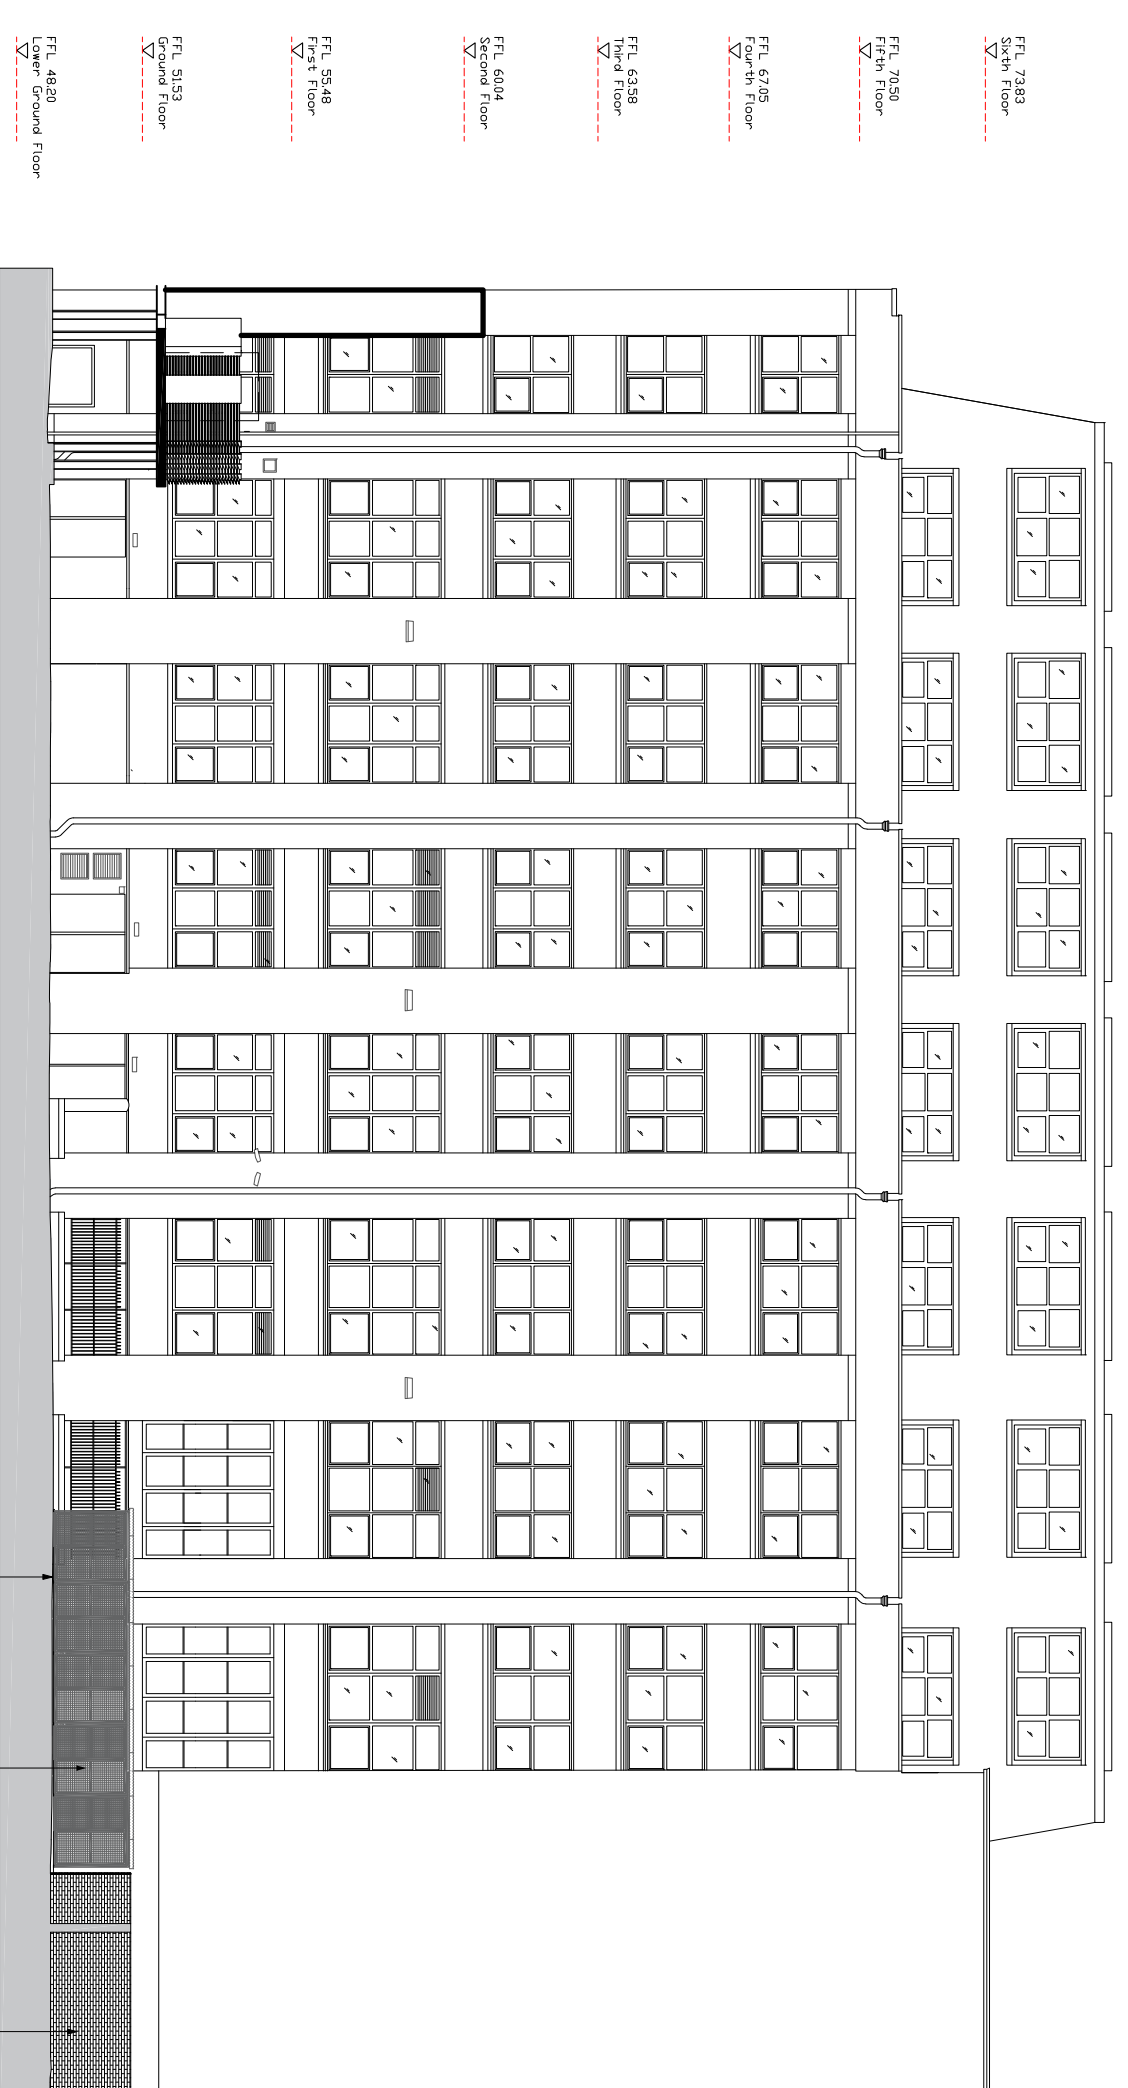 FFL 73.83
Sixth Floor
FFL 70.50
Fifth Floor
FFL 67.05
Fourth Floor
FFL 63.58
Third Floor
FFL 60.04
Second Floor
FFL 55.48
First Floor
FFL 51.53
Ground Floor
FFL 48.20
Lower Ground Floor